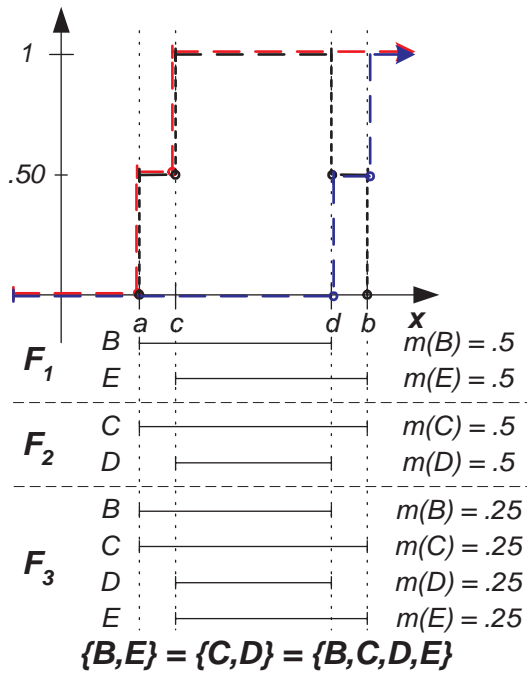 1
.50
a c d b x
F1 B m(B) = .5
E m(E) = .5
F2 C m(C) = .5
D m(D) = .5
F3 B m(B) = .25
C m(C) = .25
D m(D) = .25
E m(E) = .25
{B,E} = {C,D} = {B,C,D,E}